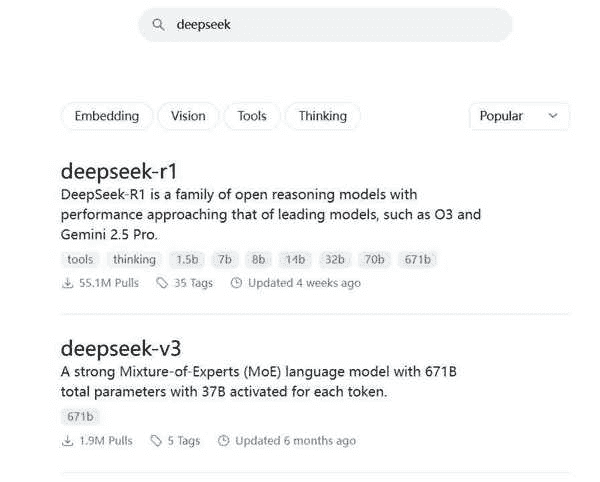 deepseek
Embedding Vision Tools Thinking Popular
deepseek-r1
DeepSeek-R1 is a family of open reasoning models with
performance approaching that of leading models, such as O3 and
Gemini 2.5 Pro.
tools thinking 1.5b 7b 8b 14b 32b 70b 671b
55.1M Pulls 35 Tags Updated 4 weeks ago
deepseek-v3
A strong Mixture-of-Experts (MoE) language model with 671B
total parameters with 37B activated for each token.
671b
1.9M Pulls 5 Tags Updated 6 months ago